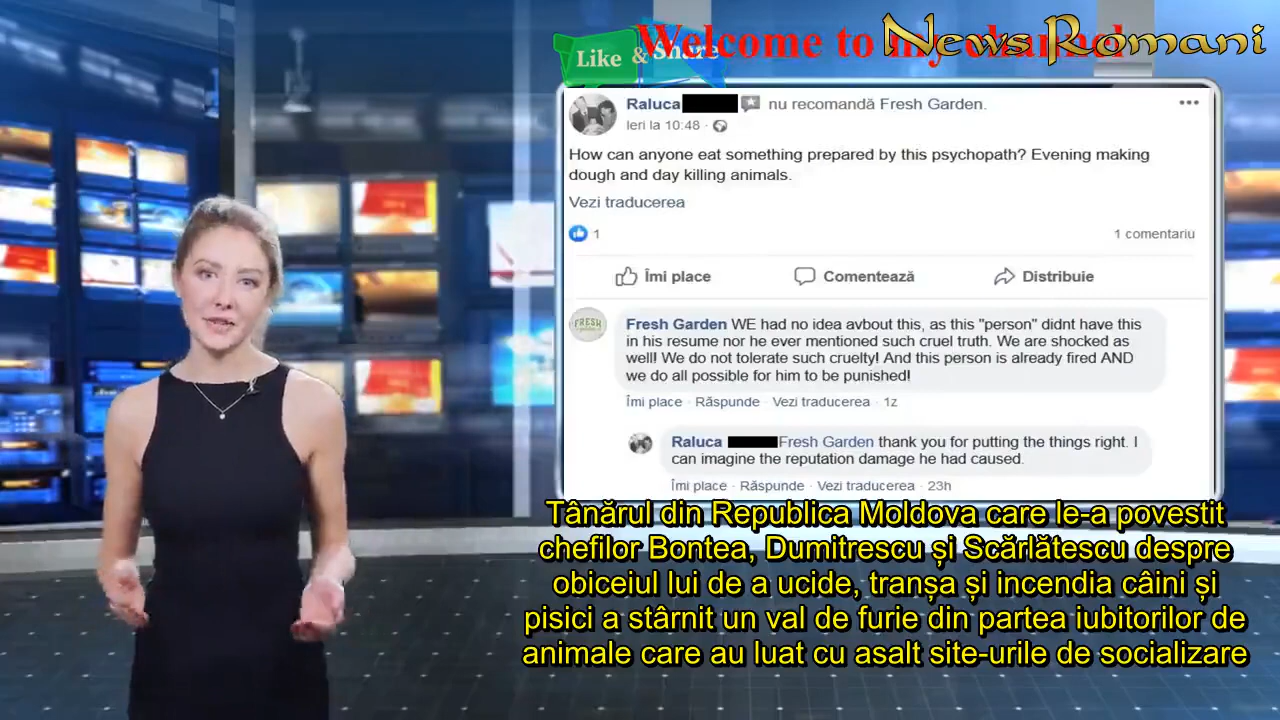 Welcome to my channel
News Romani
Like & Share
Raluca nu recomandă Fresh Garden.
Ieri la 10:48 ·
How can anyone eat something prepared by this psychopath? Evening making
dough and day killing animals.
Vezi traducerea
1
1 comentariu
Îmi place
Comentează
Distribuie
FRESH
Fresh Garden WE had no idea avbout this, as this "person" didnt have this
in his resume nor he ever mentioned such cruel truth. We are shocked as
well! We do not tolerate such cruelty! And this person is already fired AND
we do all possible for him to be punished!
Îmi place · Răspunde · Vezi traducerea · 1z
Raluca Fresh Garden thank you for putting the things right. I
can imagine the reputation damage he had caused.
Îmi place · Răspunde · Vezi traducerea · 23h
Tânărul din Republica Moldova care le-a povestit
chefilor Bontea, Dumitrescu și Scărlătescu despre
obiceiul lui de a ucide, tranșa și incendia câini și
pisici a stârnit un val de furie din partea iubitorilor de
animale care au luat cu asalt site-urile de socializare